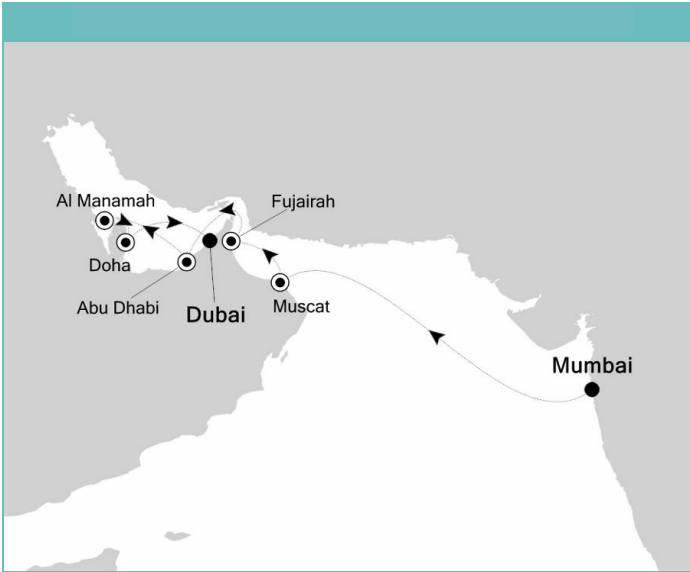 Al Manamah
Fujairah
Doha
Abu Dhabi
Dubai
Muscat
Mumbai